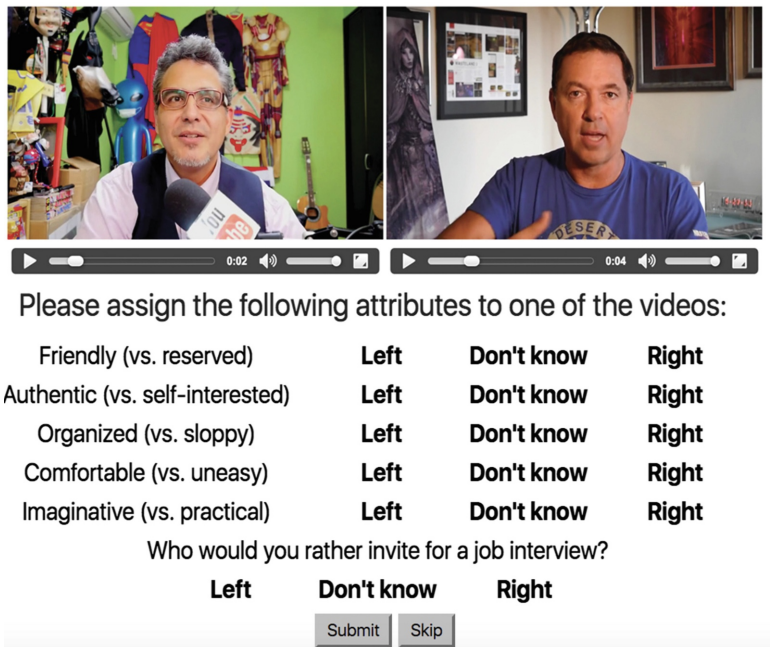 You
Tube
DESERT
0:02
0:04
Please assign the following attributes to one of the videos:
Friendly (vs. reserved) Left Don't know Right
Authentic (vs. self-interested) Left Don't know Right
Organized (vs. sloppy) Left Don't know Right
Comfortable (vs. uneasy) Left Don't know Right
Imaginative (vs. practical) Left Don't know Right
Who would you rather invite for a job interview?
Left Don't know Right
Submit Skip